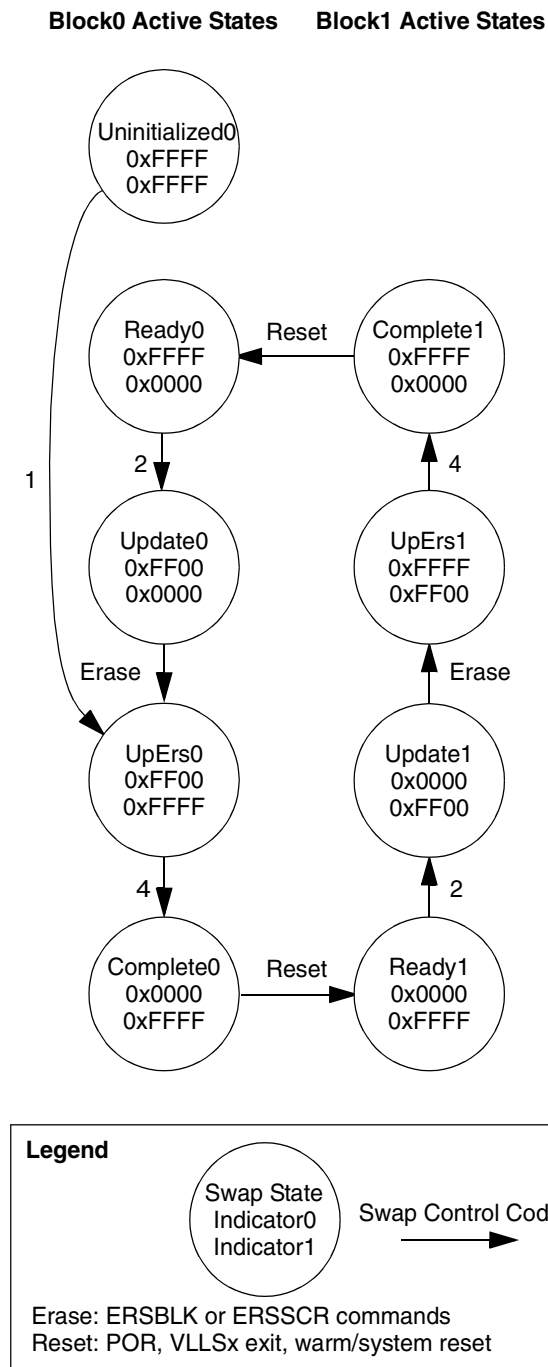 Block0 Active States
Block1 Active States
Uninitialized0
0xFFFF
0xFFFF
Ready0
0xFFFF
0x0000
Reset
Complete1
0xFFFF
0x0000
1
2
4
Update0
0xFF00
0x0000
UpErs1
0xFFFF
0xFF00
Erase
Erase
UpErs0
0xFF00
0xFFFF
Update1
0x0000
0xFF00
4
2
Complete0
0x0000
0xFFFF
Reset
Ready1
0x0000
0xFFFF
Legend
Swap State
Indicator0
Indicator1
Swap Control Cod
Erase: ERSBLK or ERSSCR commands
Reset: POR, VLLSx exit, warm/system reset